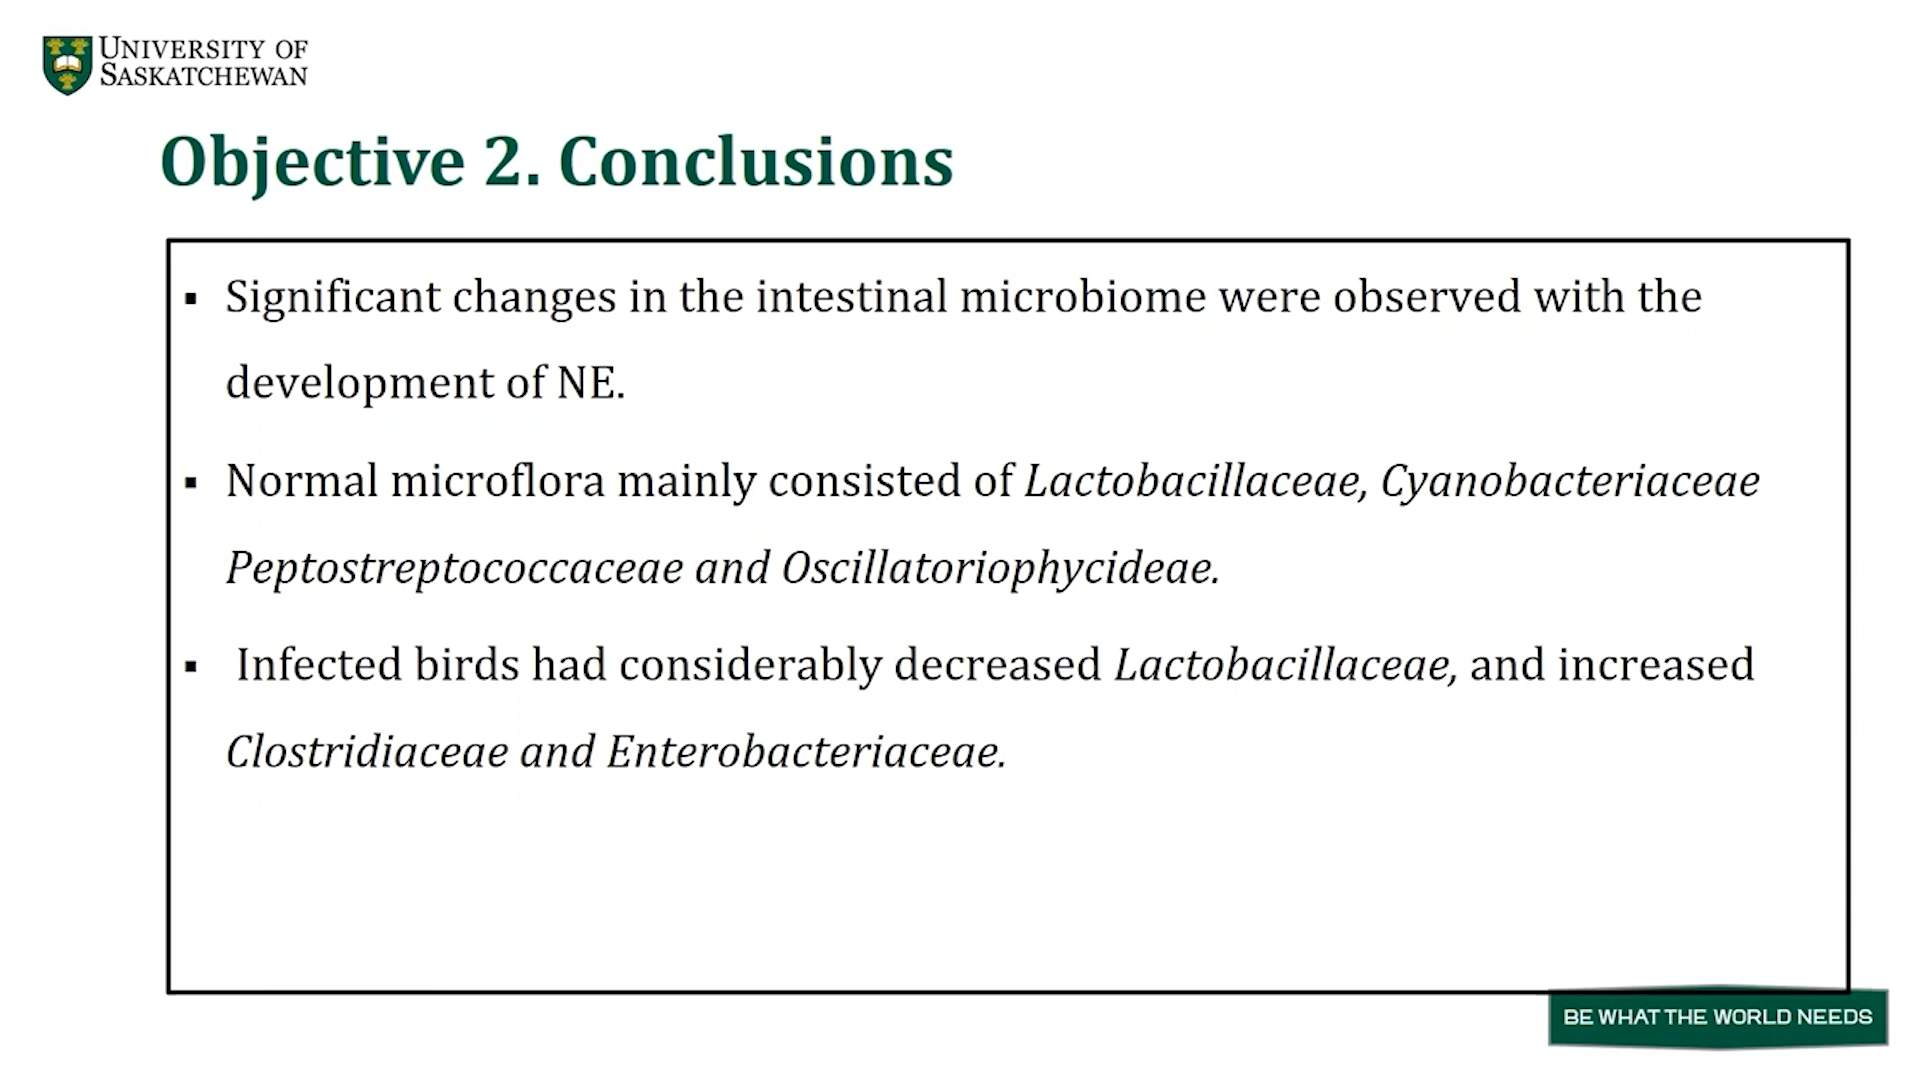 UNIVERSITY OF
SASKATCHEWAN
Objective 2. Conclusions
▪ Significant changes in the intestinal microbiome were observed with the
development of NE.
▪ Normal microflora mainly consisted of Lactobacillaceae, Cyanobacteriaceae
Peptostreptococcaceae and Oscillatoriophycideae.
▪ Infected birds had considerably decreased Lactobacillaceae, and increased
Clostridiaceae and Enterobacteriaceae.
BE WHAT THE WORLD NEEDS